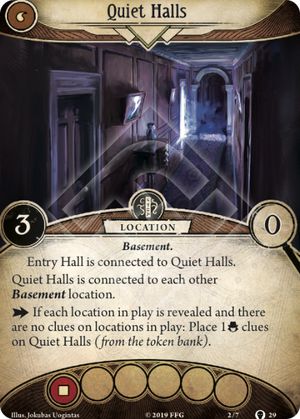 Quiet Halls
3
LOCATION
0
Basement.
Entry Hall is connected to Quiet Halls.
Quiet Halls is connected to each other
Basement location.
If each location in play is revealed and there
are no clues on locations in play: Place 1 clues
on Quiet Halls (from the token bank).
Illus. Jokubas Uogintas © 2019 FFG 2/7 29